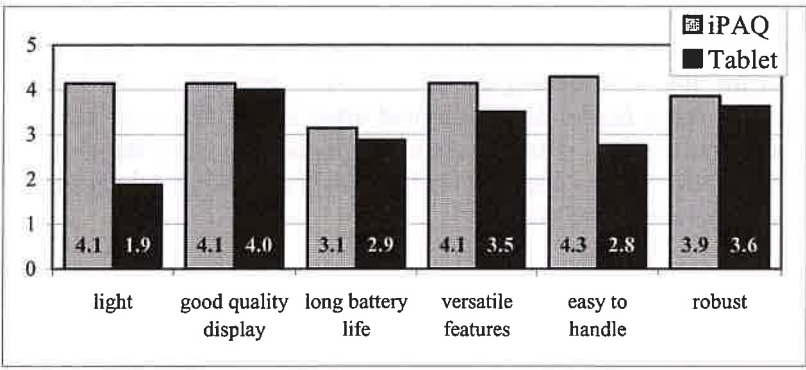 iPAQ
Tablet
5
4
3
2
1
0
4.1 1.9 4.1 4.0 3.1 2.9 4.1 3.5 4.3 2.8 3.9 3.6
light good quality long battery versatile easy to robust
display life features handle